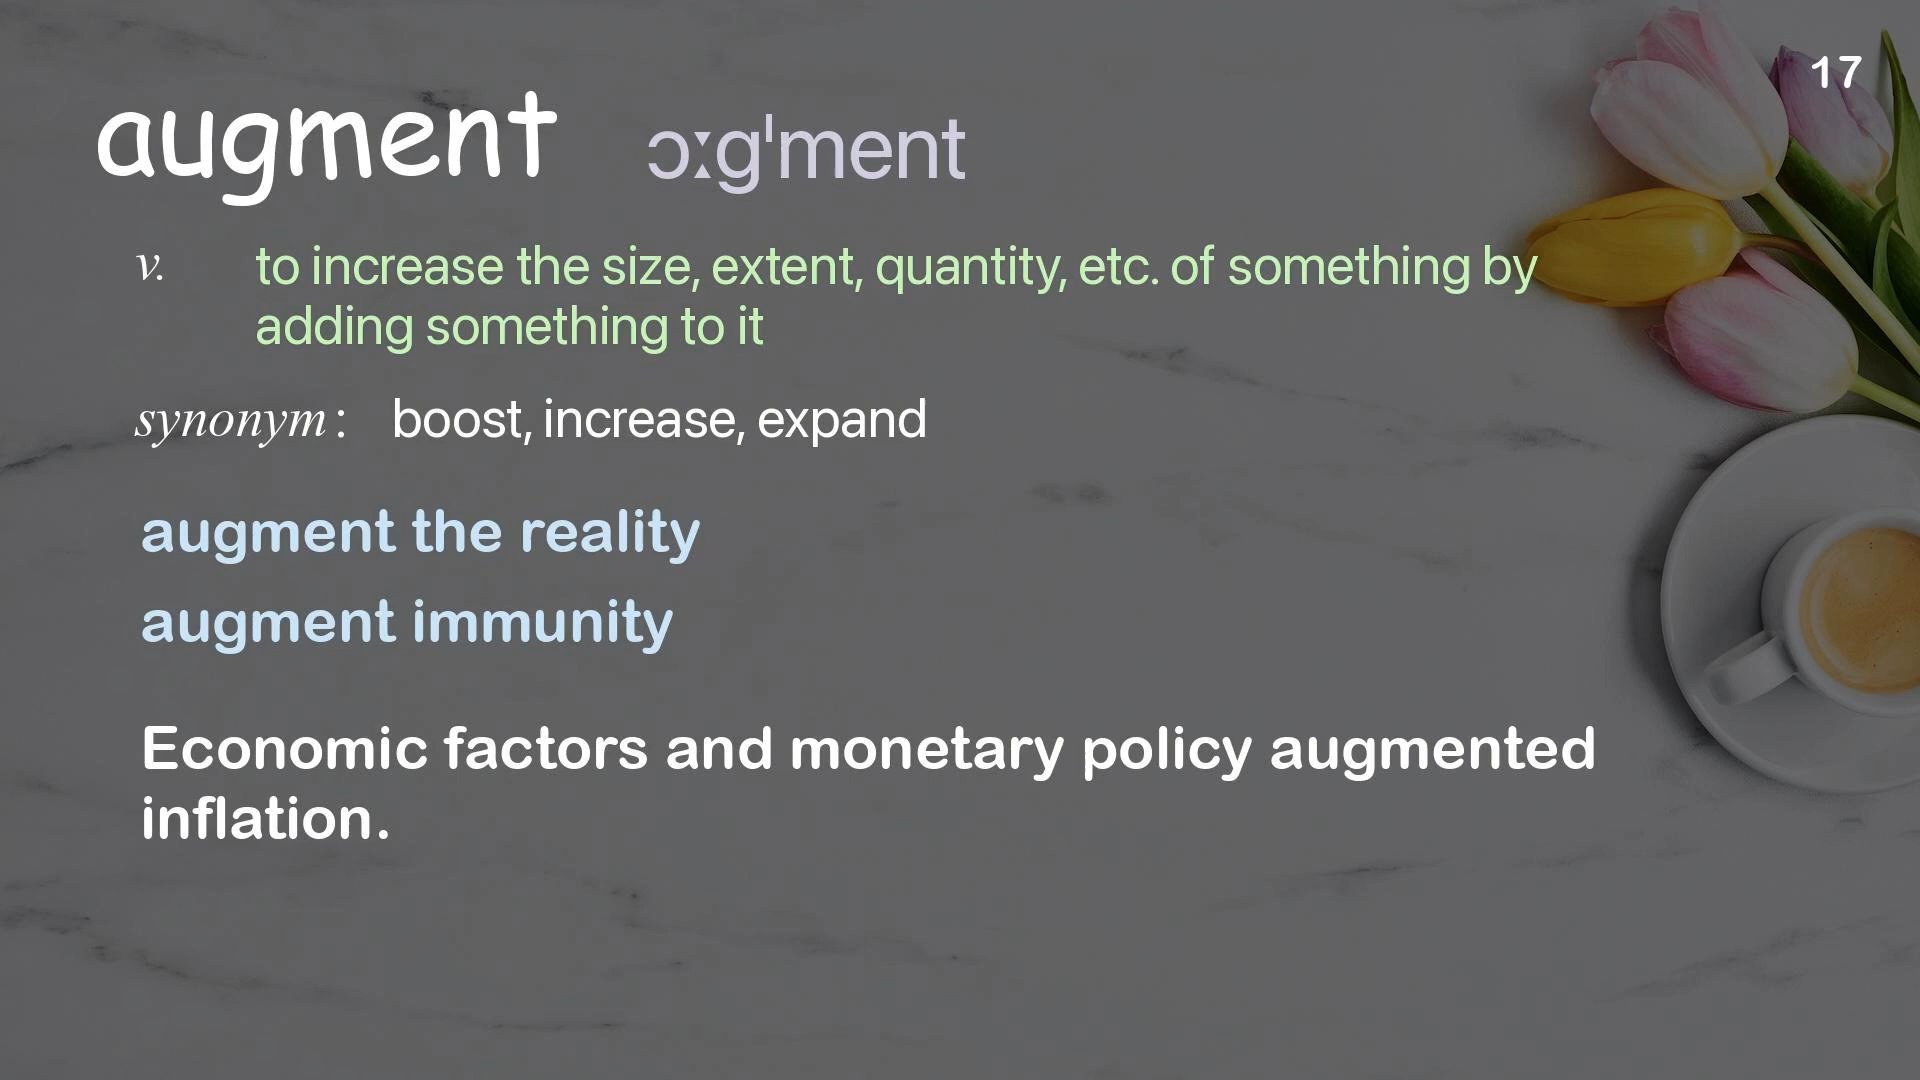 17
augment ɔːgˈment
v. to increase the size, extent, quantity, etc. of something by
adding something to it
synonym: boost, increase, expand
augment the reality
augment immunity
Economic factors and monetary policy augmented
inflation.